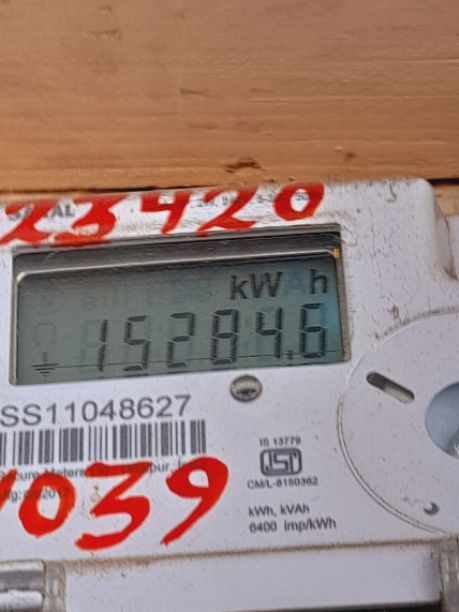 23420
kWh
15284.6
SS11048627
IS 13779
CM/L-8150362
039
kWh, kVAh
6400 imp/kWh